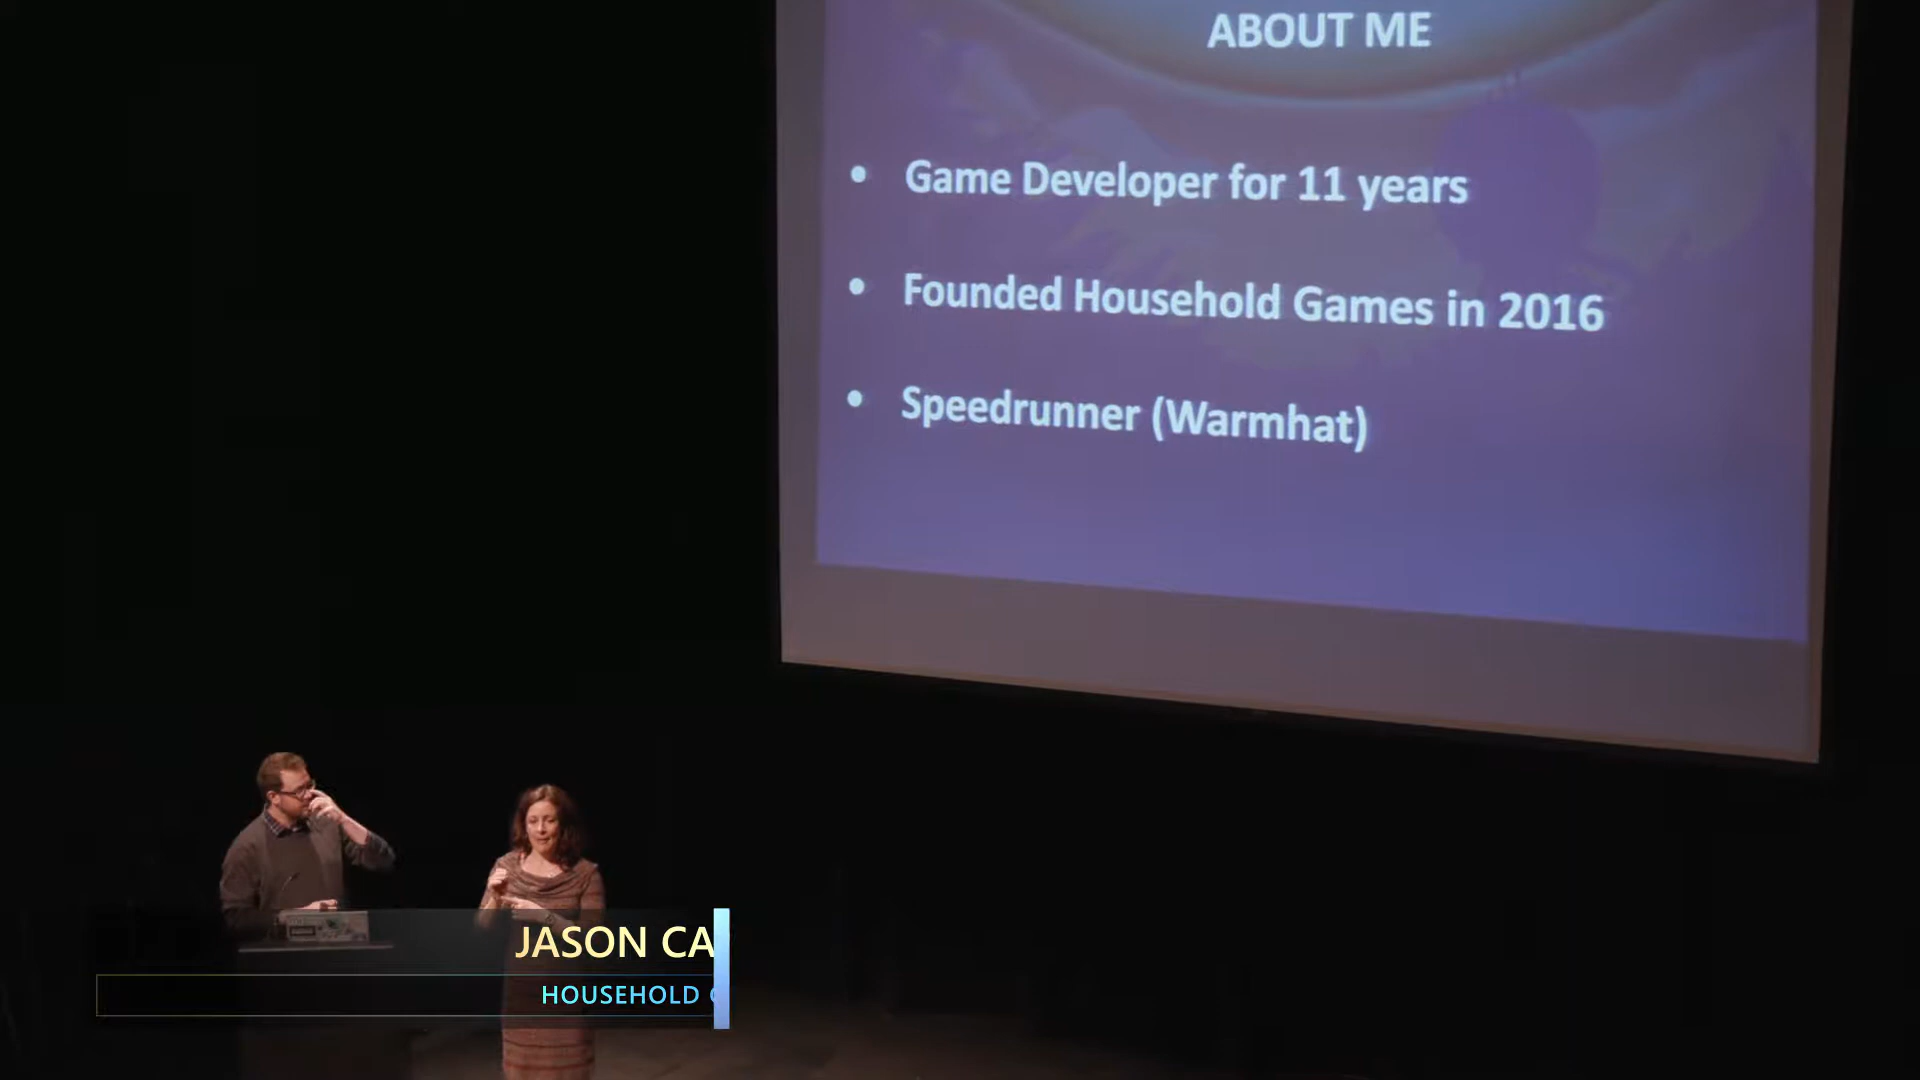 ABOUT ME
• Game Developer for 11 years
• Founded Household Games in 2016
• Speedrunner (Warmhat)
JASON CA
HOUSEHOLD